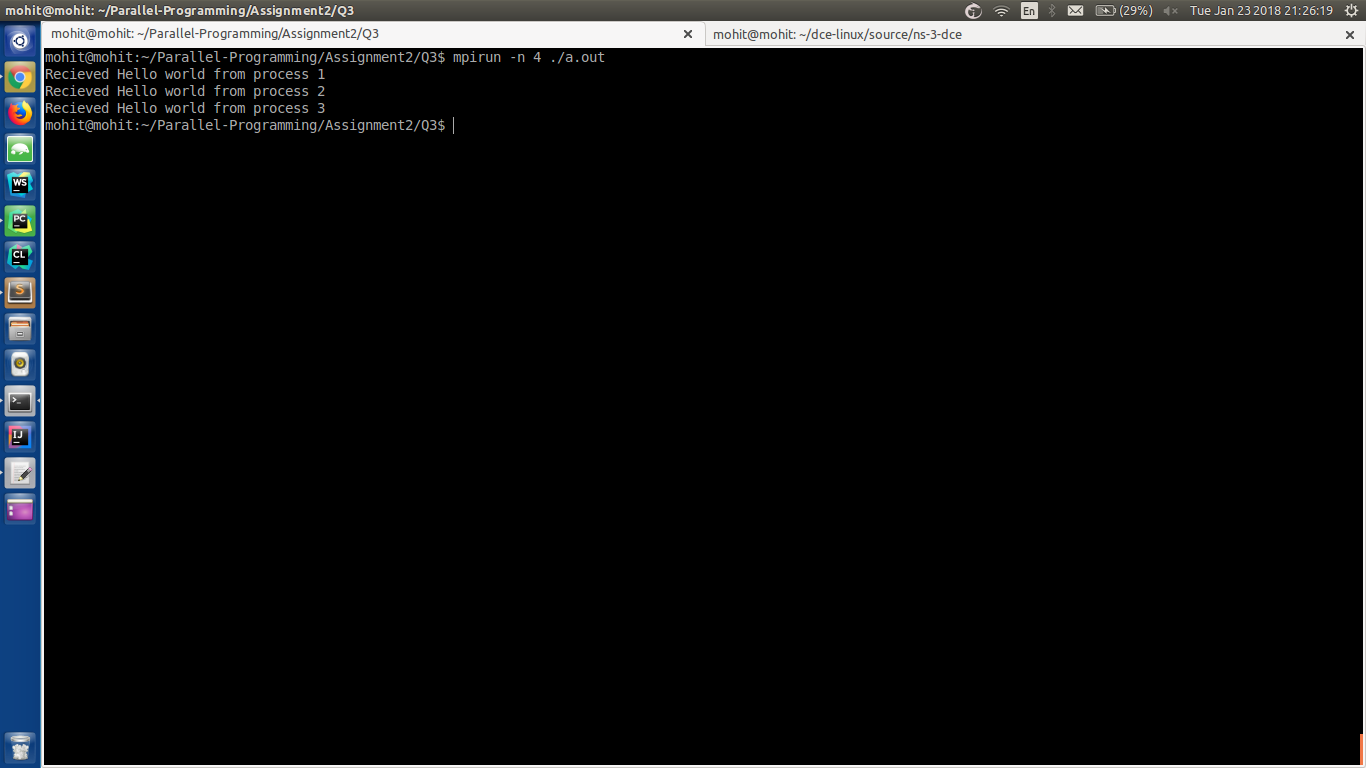 mohit@mohit: ~/Parallel-Programming/Assignment2/Q3
En
(29%)
Tue Jan 23 2018 21:26:19
mohit@mohit: ~/Parallel-Programming/Assignment2/Q3
mohit@mohit: ~/dce-linux/source/ns-3-dce
mohit@mohit:~/Parallel-Programming/Assignment2/Q3$ mpirun -n 4 ./a.out
Recieved Hello world from process 1
Recieved Hello world from process 2
Recieved Hello world from process 3
mohit@mohit:~/Parallel-Programming/Assignment2/Q3$
WS
PC
CL
S
IJ